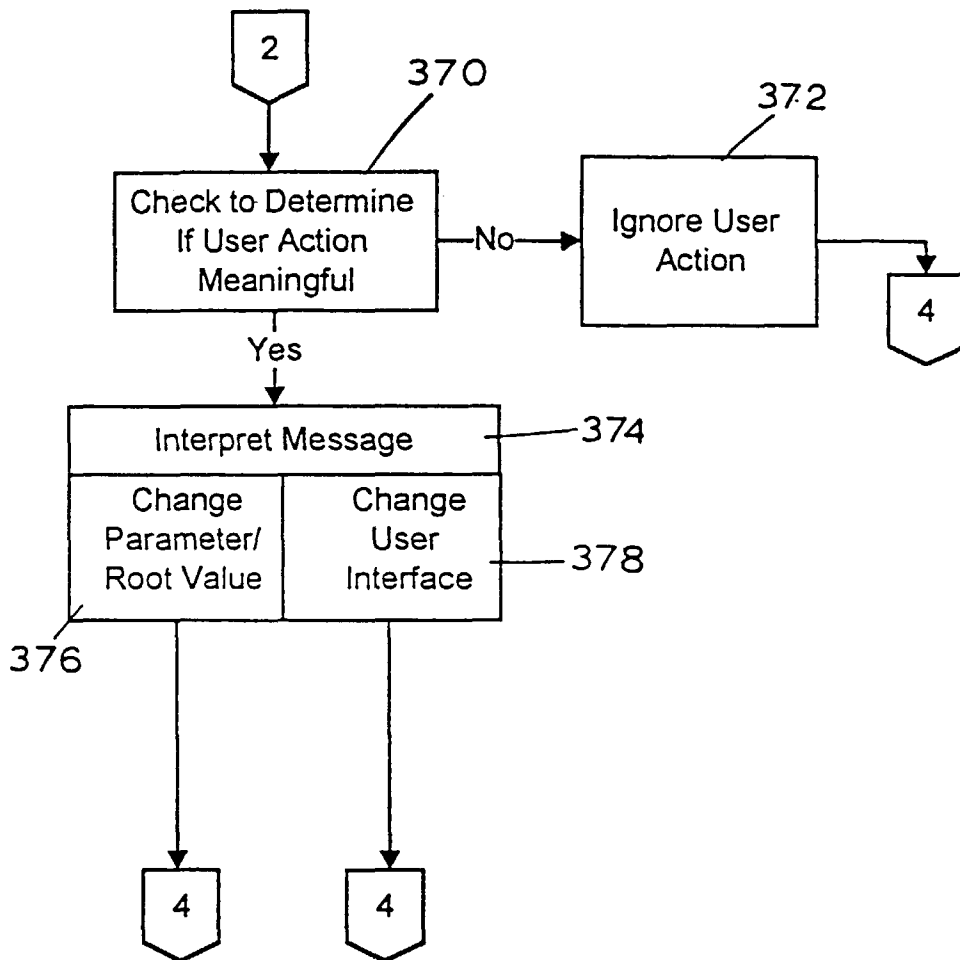 2
370
372
Check to Determine
If User Action
Meaningful
No
Ignore User
Action
4
Yes
Interpret Message
374
Change
Parameter/
Root Value
Change
User
Interface
378
376
4
4